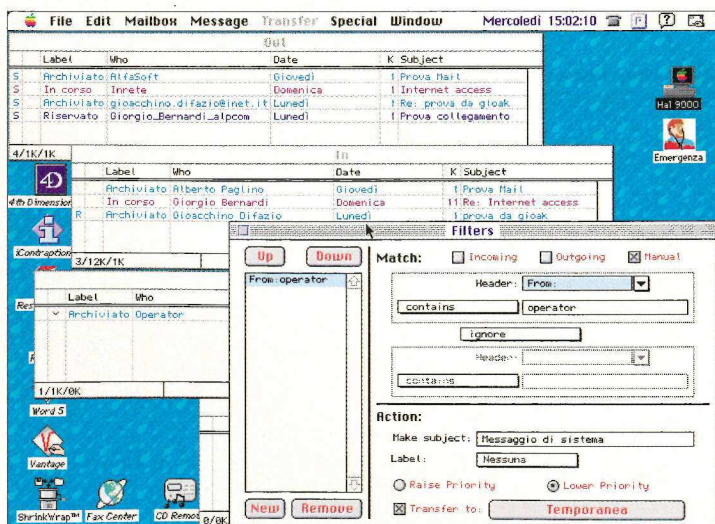 File Edit Mailbox Message Transfer Special Window Mercoledì 15:02:10
Out
Label Who Date K Subject
S Archiviato AlfaSoft Giovedì 1 Prova Mail
S In corso Inrete Domenica 1 Internet access
S Archiviato gioacchino.difazio@inet.it Lunedì 1 Re: prova da gioak
S Riservato Giorgio_Bernardi_alpcom Lunedì 1 Prova collegamento
4/1K/1K
Hal 9000
Emergenza
In
Label Who Date K Subject
Archiviato Alberto Paglino Giovedì 1 Prova Mail
In corso Giorgio Bernardi Domenica 11 Re: Internet access
R Archiviato Gioacchino Difazio Lunedì 1 prova da gioak
3/12K/1K
4D
4th Dimension
iContraption
Res
Label Who
Archiviato Operator
1/1K/0K
Word 5
Vantage
ShrinkWrap™
Fax Center
CD Remot
0/0K
Filters
Up Down
From:operator
New Remove
Match: Incoming Outgoing Manual
Header: From:
contains operator
ignore
Header:
contains
Action:
Make subject: Messaggio di sistema
Label: Nessuna
Raise Priority Lower Priority
Transfer to: Temporanea